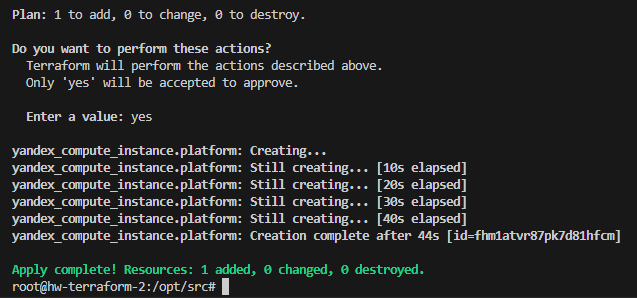 Plan: 1 to add, 0 to change, 0 to destroy.
Do you want to perform these actions?
Terraform will perform the actions described above.
Only 'yes' will be accepted to approve.
Enter a value: yes
yandex_compute_instance.platform: Creating...
yandex_compute_instance.platform: Still creating... [10s elapsed]
yandex_compute_instance.platform: Still creating... [20s elapsed]
yandex_compute_instance.platform: Still creating... [30s elapsed]
yandex_compute_instance.platform: Still creating... [40s elapsed]
yandex_compute_instance.platform: Creation complete after 44s [id=fhm1atvr87pk7d81hfcm]
Apply complete! Resources: 1 added, 0 changed, 0 destroyed.
root@hw-terraform-2:/opt/src#